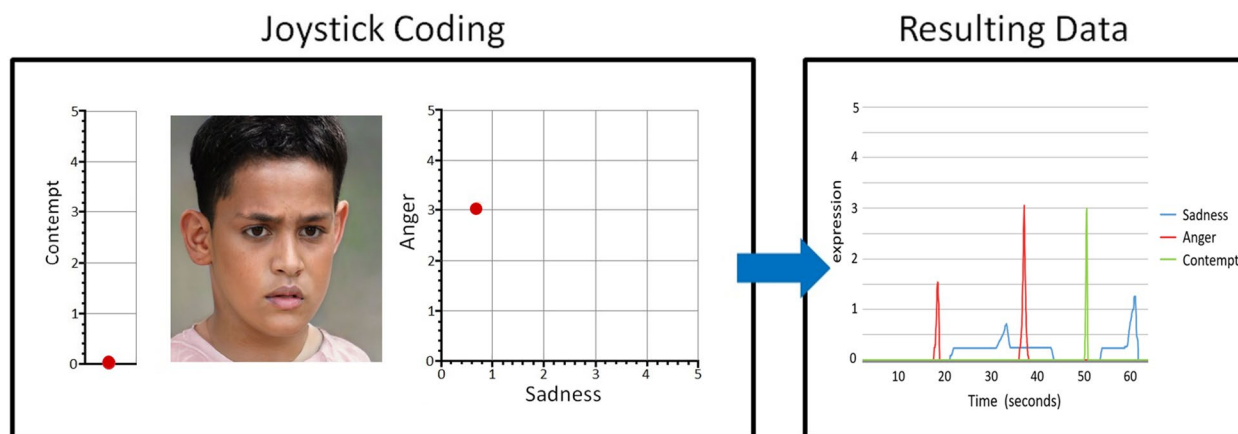 Joystick Coding
Resulting Data
Contempt
5
4
3
2
1
0
Anger
5
4
3
2
1
0
0 1 2 3 4 5
Sadness
expression
5
4
3
2
1
0
10 20 30 40 50 60
Time (seconds)
Sadness
Anger
Contempt